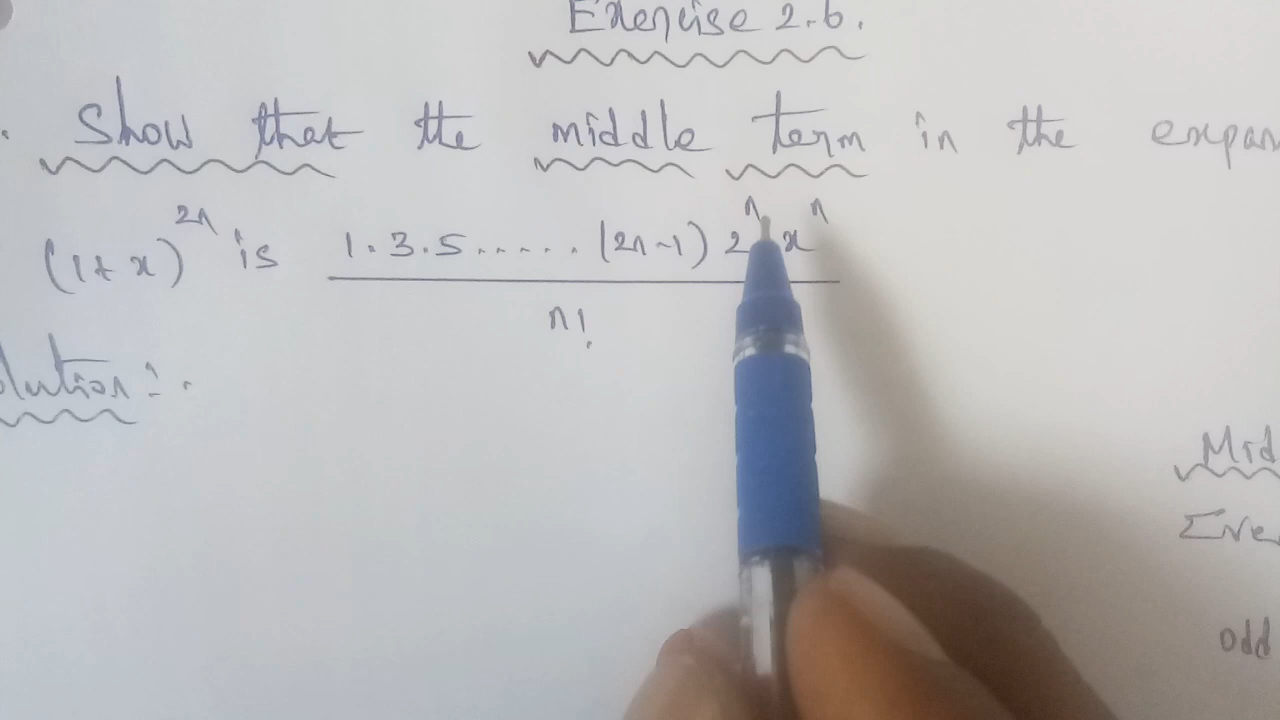 Exercise 2.6.
Show that the middle term in the expan
(1+x)^2n is 1.3.5......(2n-1) 2^n x^n
n!
olution:-
Mid
Eve
odd